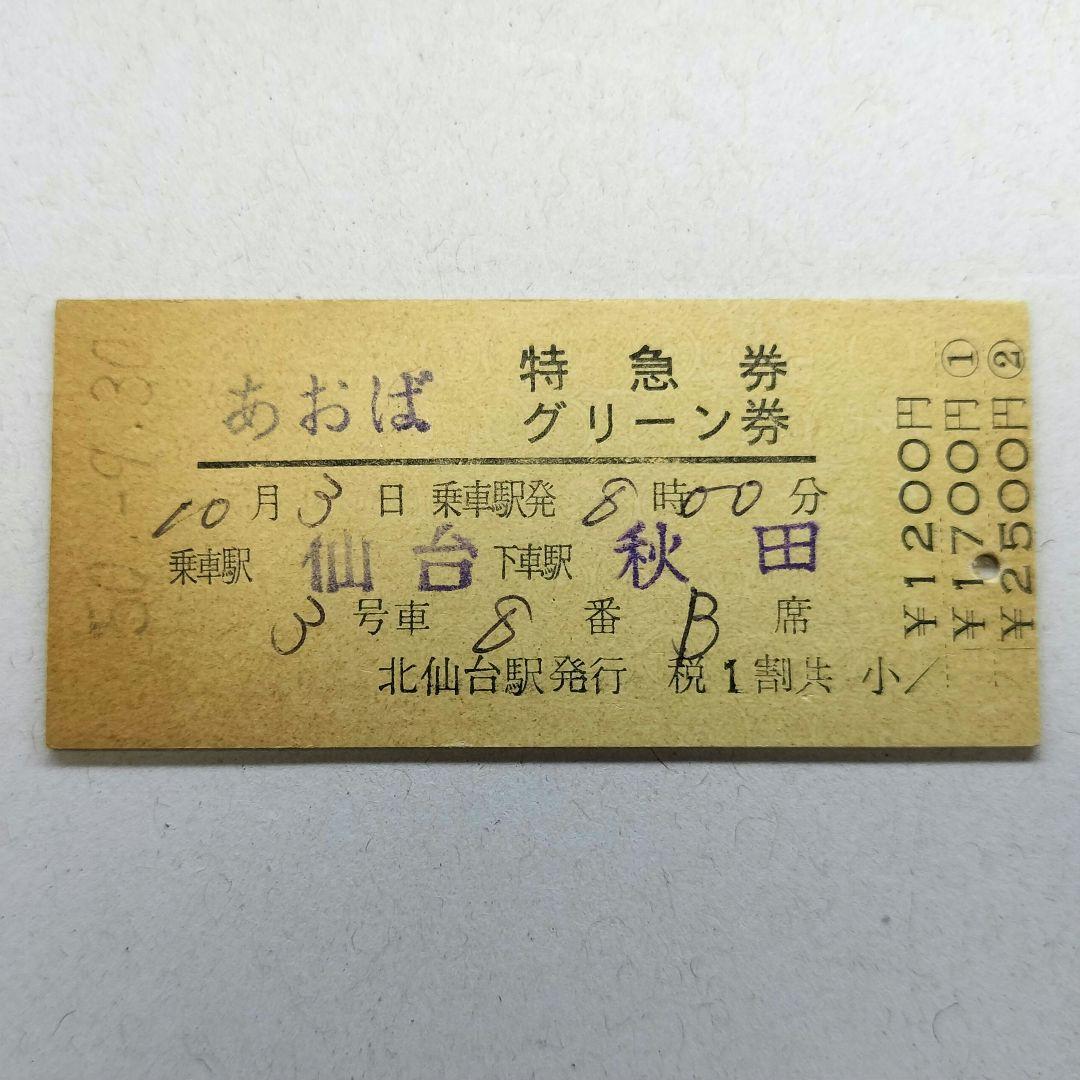 あおば 特急券
グリーン券
10月3日 乗車駅発 8時00分
乗車駅 仙台 下車駅 秋田
3号車 8番 B席
北仙台駅発行 税1割共 小
-9.30
¥1200円
¥1700円①
¥2500円②